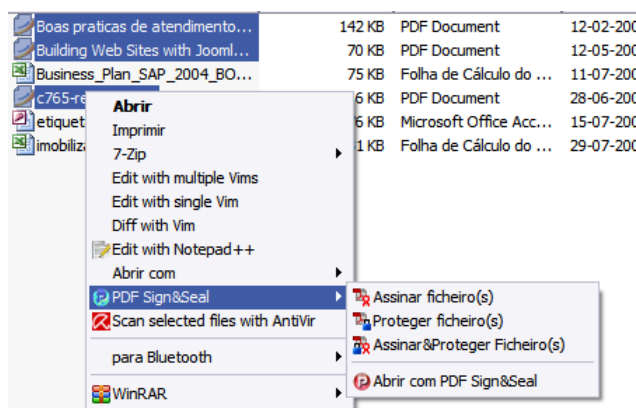 Boas praticas de atendimento... 142 KB PDF Document 12-02-200
Building Web Sites with Jooml... 70 KB PDF Document 12-05-200
Business_Plan_SAP_2004_BO... 75 KB Folha de Cálculo do ... 11-07-200
c765-re 6 KB PDF Document 28-06-200
etiquet 6 KB Microsoft Office Acc... 15-07-200
imobiliza 1 KB Folha de Cálculo do ... 29-07-200
Abrir
Imprimir
7-Zip
Edit with multiple Vims
Edit with single Vim
Diff with Vim
Edit with Notepad++
Abrir com
PDF Sign&Seal
Scan selected files with AntiVir
para Bluetooth
WinRAR
Assinar ficheiro(s)
Proteger ficheiro(s)
Assinar&Proteger Ficheiro(s)
Abrir com PDF Sign&Seal